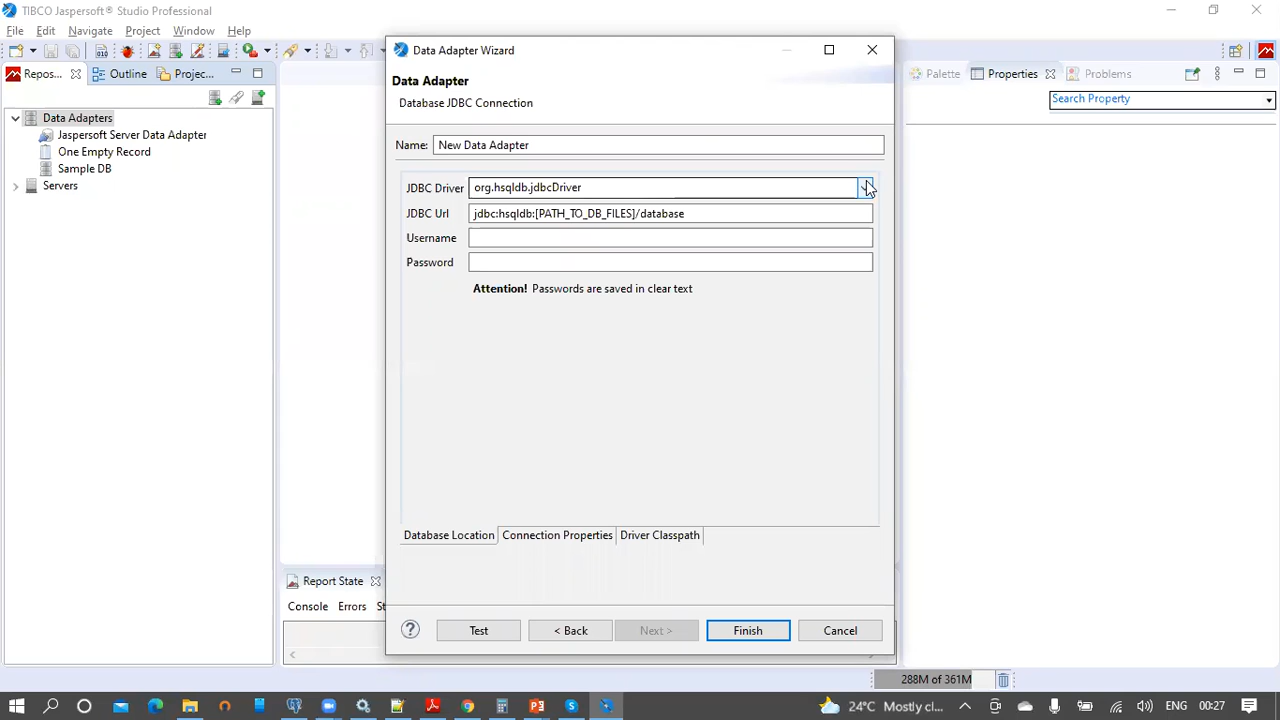 TIBCO Jaspersoft® Studio Professional
File Edit Navigate Project Window Help
Repos... Outline Projec...
Data Adapters
Jaspersoft Server Data Adapter
One Empty Record
Sample DB
Servers
Data Adapter Wizard
Data Adapter
Database JDBC Connection
Name: New Data Adapter
JDBC Driver org.hsqldb.jdbcDriver
JDBC Url jdbc:hsqldb:[PATH_TO_DB_FILES]/database
Username
Password
Attention! Passwords are saved in clear text
Database Location Connection Properties Driver Classpath
Test < Back Next > Finish Cancel
Palette Properties Problems
Search Property
Report State
Console Errors St
288M of 361M
24°C Mostly cl... ENG 00:27